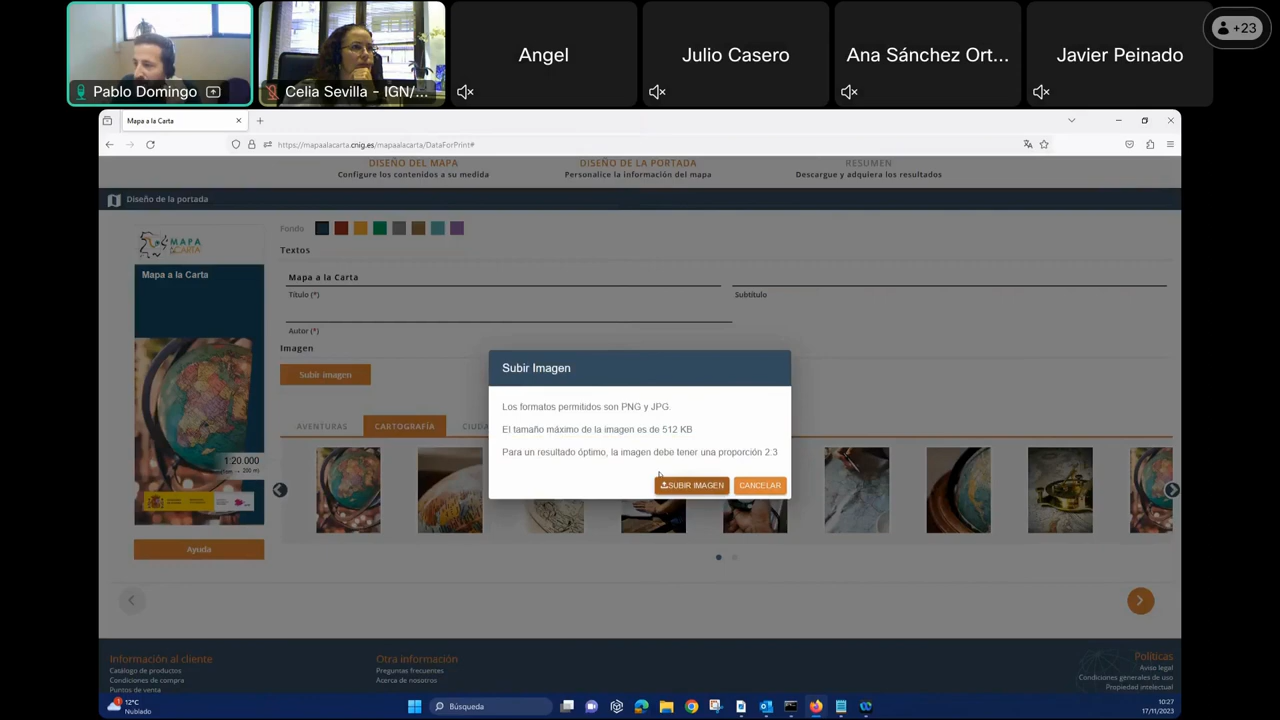 Pablo Domingo
Celia Sevilla - IGN/...
Angel
Julio Casero
Ana Sánchez Ort...
Javier Peinado
+23
Mapa a la Carta
https://mapaalacarta.cnig.es/mapaalacarta/DataForPrint#
DISEÑO DEL MAPA
Configure los contenidos a su medida
DISEÑO DE LA PORTADA
Personalice la información del mapa
RESUMEN
Descargue y adquiera los resultados
Diseño de la portada
MAPA
a la CARTA
Mapa a la Carta
1:20.000
Ayuda
Fondo
Textos
Mapa a la Carta
Título (*)
Subtítulo
Autor (*)
Imagen
Subir imagen
AVENTURAS
CARTOGRAFÍA
CIUDA
Subir Imagen
Los formatos permitidos son PNG y JPG
El tamaño máximo de la imagen es de 512 KB
Para un resultado óptimo, la imagen debe tener una proporción 2.3
SUBIR IMAGEN
CANCELAR
Información al cliente
Catálogo de productos
Condiciones de compra
Puntos de venta
Otra información
Preguntas frecuentes
Acerca de nosotros
Políticas
Aviso legal
Condiciones generales de uso
Propiedad intelectual
1
12°C
Nublado
Búsqueda
10:27
17/11/2023